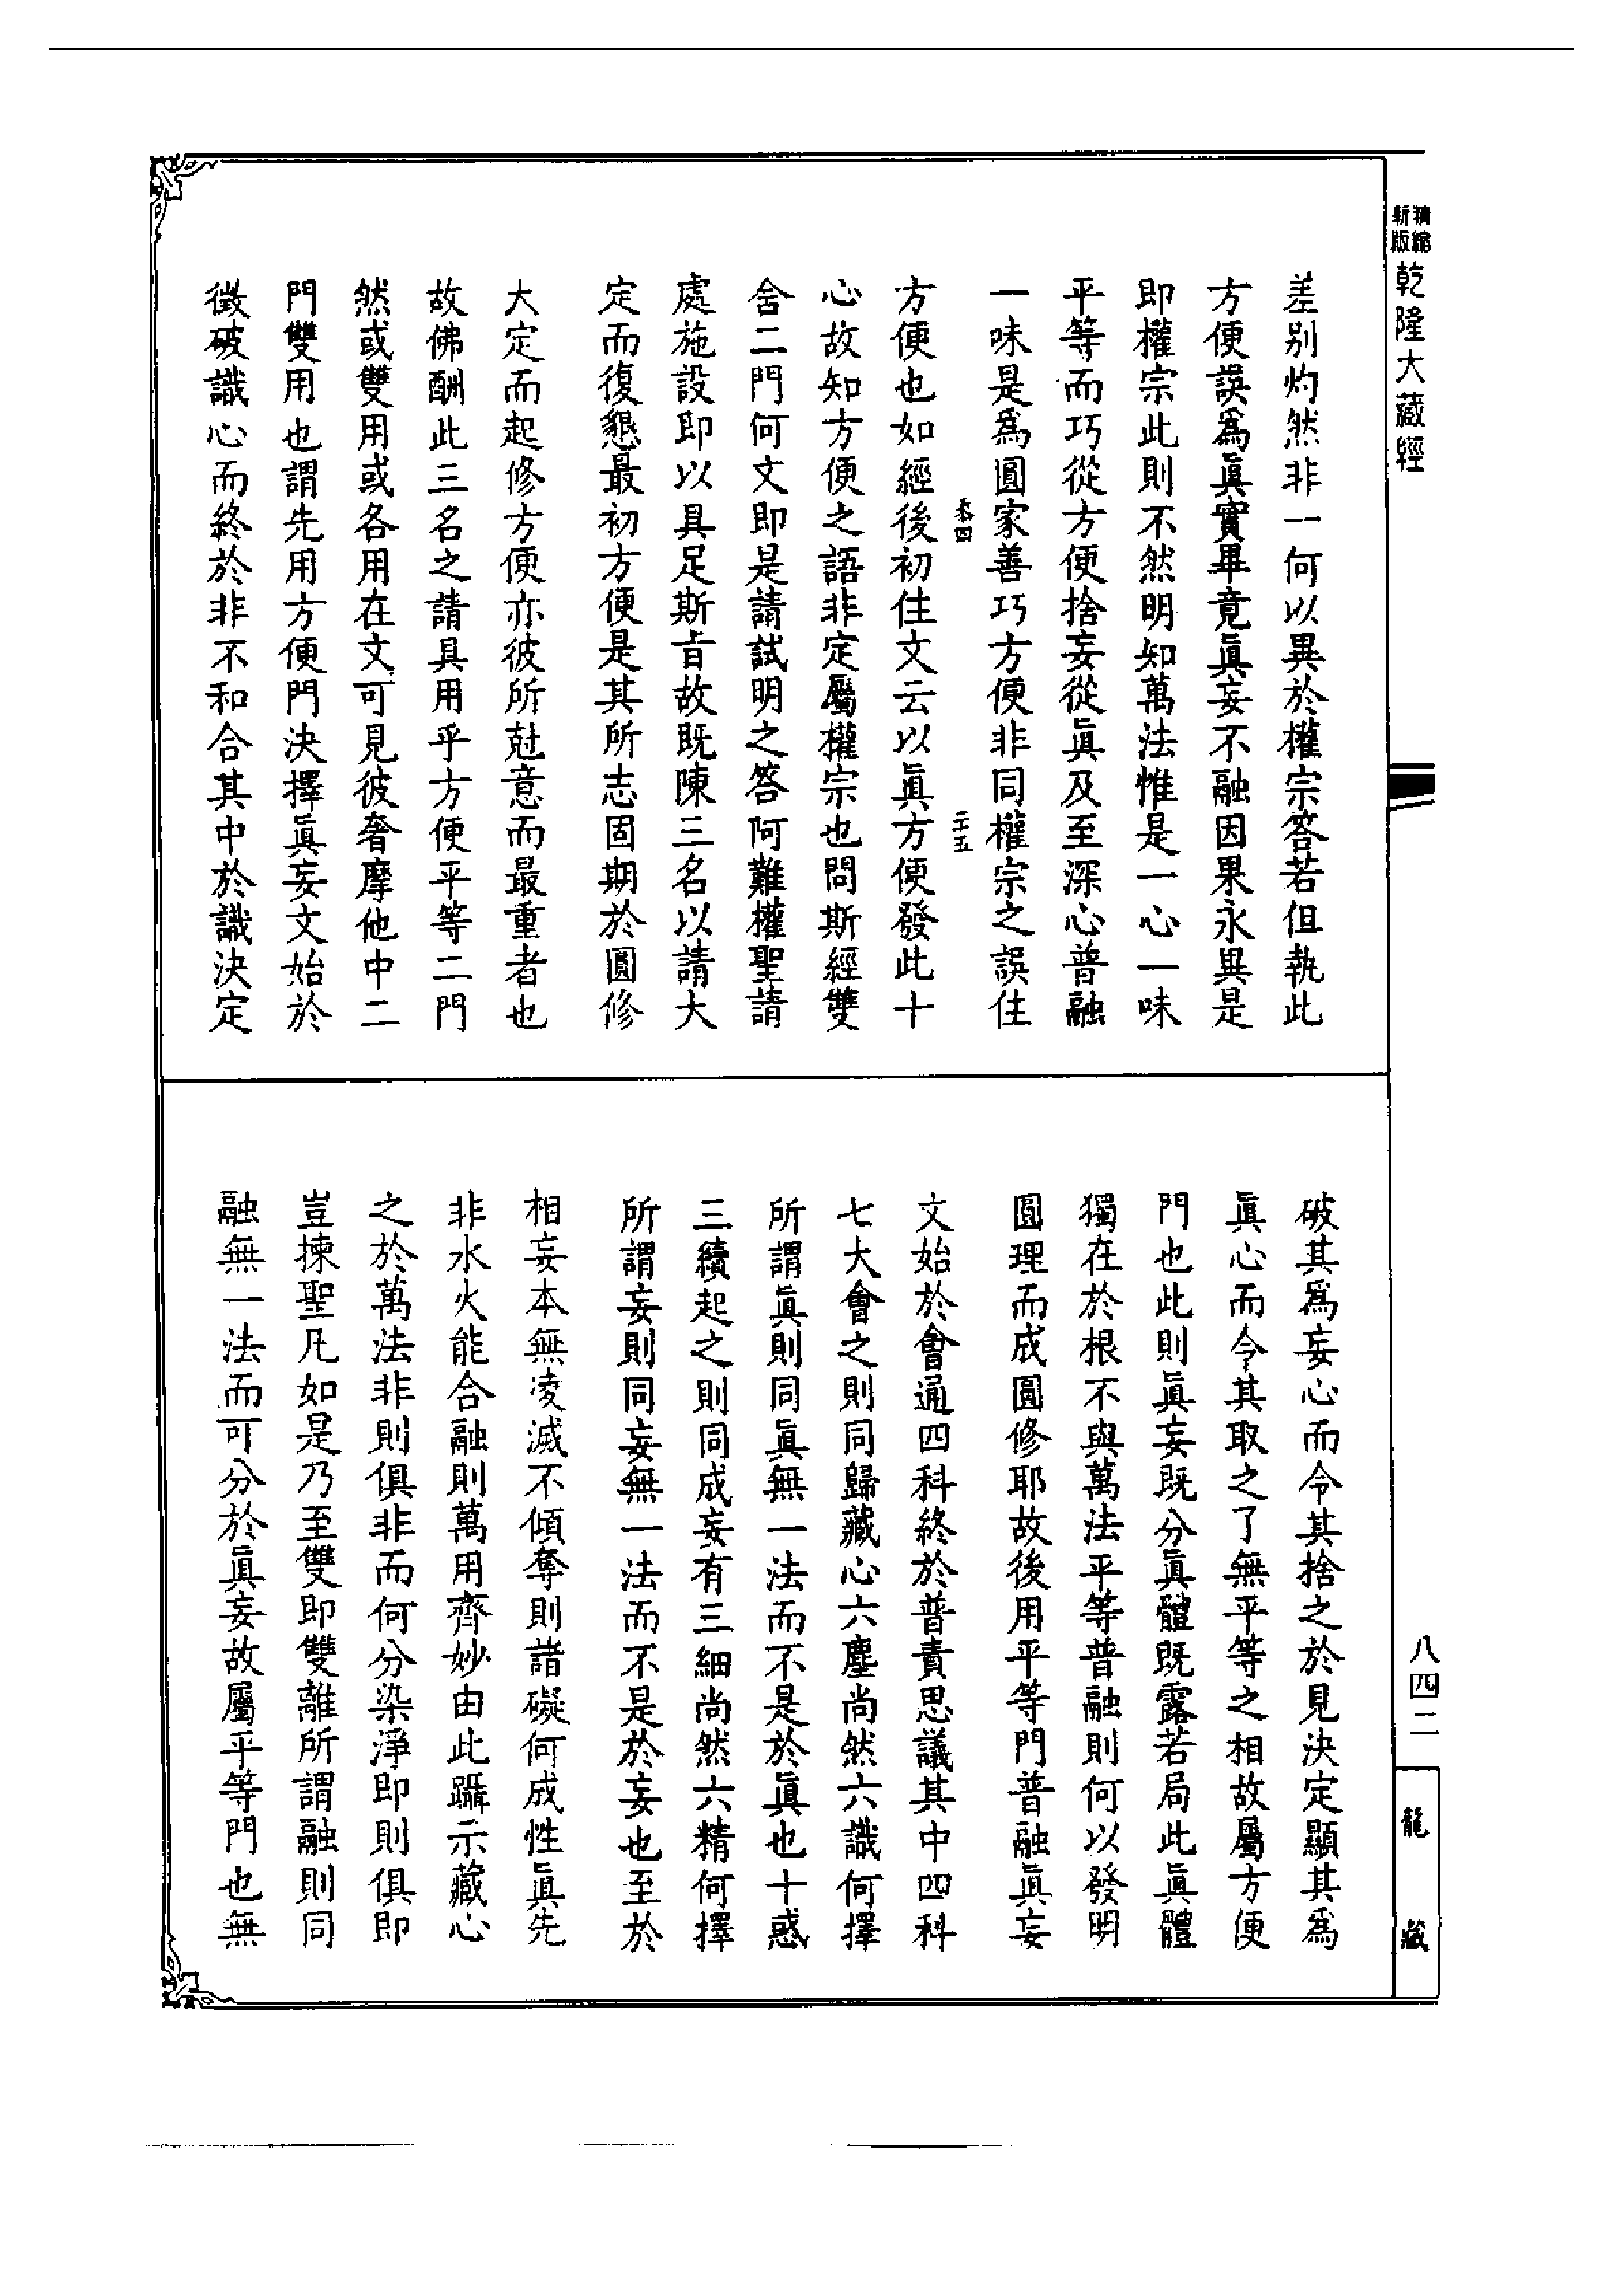 精縮
新版
乾隆大藏經
差別灼然非一何以異於權宗答若但執此
方便誤爲眞實畢竟眞妄不融因果永異是
即權宗此則不然明知萬法惟是一心一味
平等而巧從方便捨妄從眞及至深心普融
一味是爲圓家善巧方便非同權宗之誤住
方便也如經後初住文云以眞方便發此十
心故知方便之語非定屬權宗也問斯經雙
含二門何文即是請試明之答阿難權聖請
處施設即以具足斯旨故既陳三名以請大
定而復懇最初方便是其所志固期於圓修
大定而起修方便亦彼所尅意而最重者也
故佛酬此三名之請具用乎方便平等二門
然或雙用或各用在文可見彼奢摩他中二
門雙用也謂先用方便門決擇眞妄文始於
徵破識心而終於非不和合其中於識決定
破其爲妄心而令其捨之於見決定顯其爲
眞心而令其取之了無平等之相故屬方便
門也此則眞妄既分眞體既露若局此眞體
獨在於根不與萬法平等普融則何以發明
圓理而成圓修耶故後用平等門普融眞妄
文始於會通四科終於普責思議其中四科
七大會之則同歸藏心六塵尚然六識何擇
所謂眞則同眞無一法而不是於眞也十惑
三續起之則同成妄有三細尚然六精何擇
所謂妄則同妄無一法而不是於妄也至於
相妄本無凌滅不傾奪則諸礙何成性眞先
非水火能合融則萬用齊妙由此躡示藏心
之於萬法非則俱非而何分染淨即則俱即
豈揀聖凡如是乃至雙即雙離所謂融則同
融無一法而可分於眞妄故屬平等門也無
八四二
龍藏